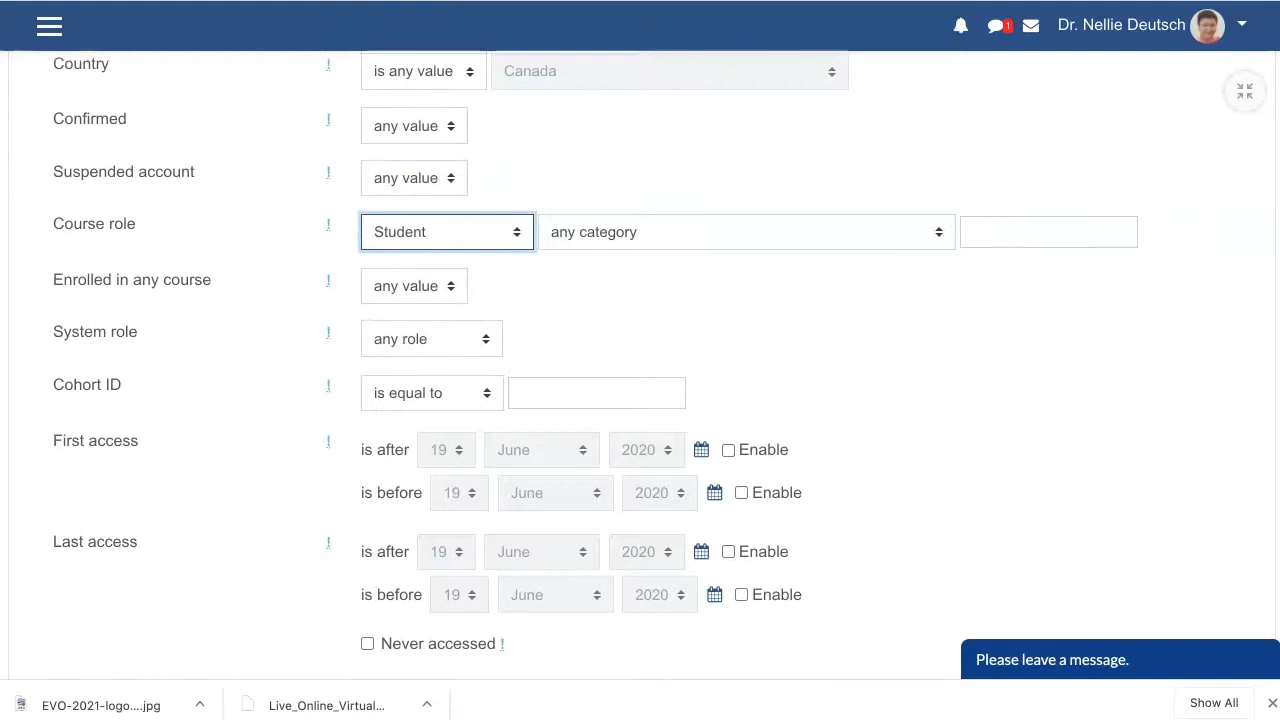 1 Dr. Nellie Deutsch
Country ! is any value Canada
Confirmed ! any value
Suspended account ! any value
Course role ! Student any category
Enrolled in any course ! any value
System role ! any role
Cohort ID ! is equal to
First access ! is after 19 June 2020 Enable
is before 19 June 2020 Enable
Last access ! is after 19 June 2020 Enable
is before 19 June 2020 Enable
Never accessed !
Please leave a message.
EVO-2021-logo....jpg Live_Online_Virtual... Show All